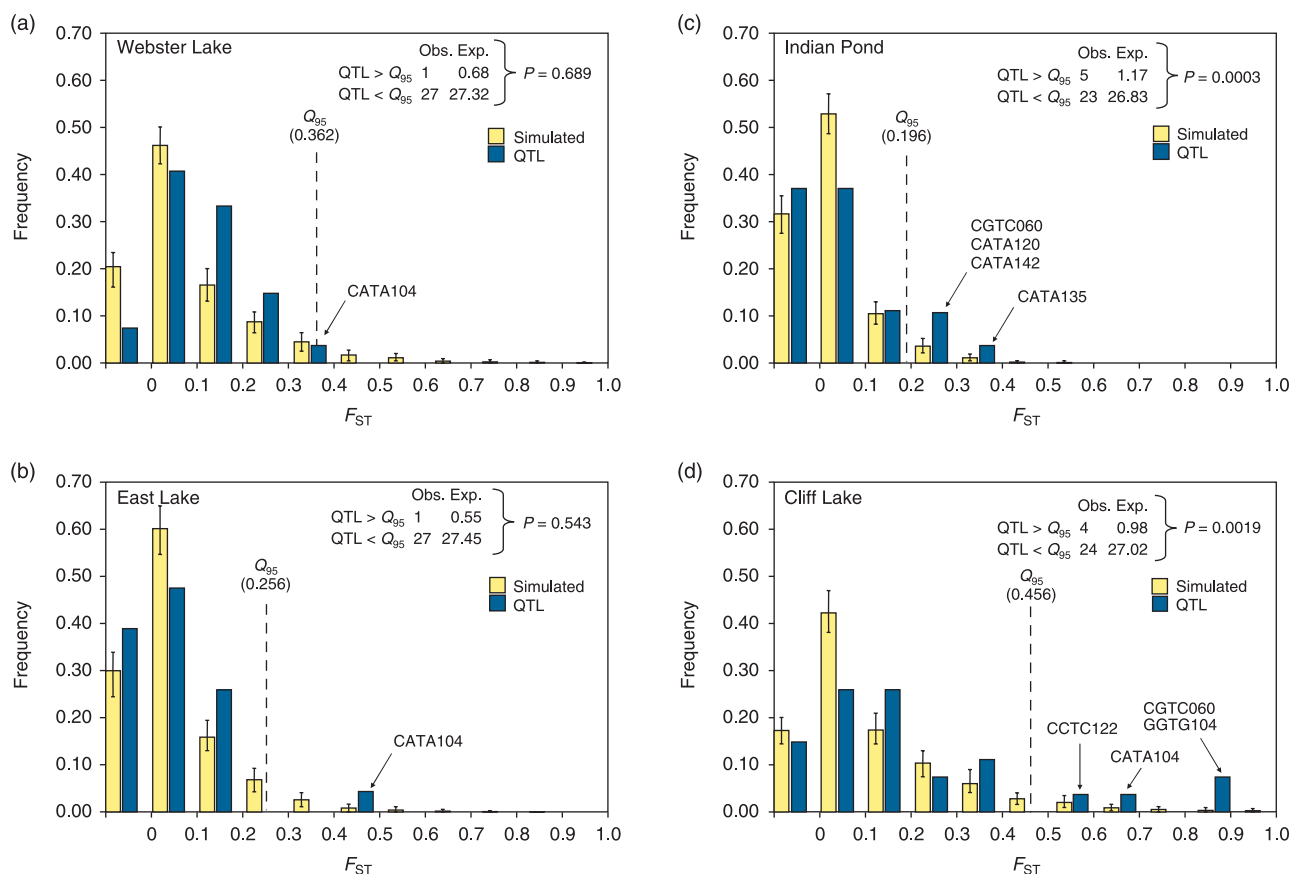 (a)
Webster Lake
Obs. Exp.
QTL > Q95 1 0.68
QTL < Q95 27 27.32
P = 0.689
Q95
(0.362)
Simulated
QTL
CATA104
Frequency
0.70
0.60
0.50
0.40
0.30
0.20
0.10
0.00
0 0.1 0.2 0.3 0.4 0.5 0.6 0.7 0.8 0.9 1.0
FST
(c)
Indian Pond
Obs. Exp.
QTL > Q95 5 1.17
QTL < Q95 23 26.83
P = 0.0003
Q95
(0.196)
Simulated
QTL
CGTC060
CATA120
CATA142
CATA135
Frequency
0.70
0.60
0.50
0.40
0.30
0.20
0.10
0.00
0 0.1 0.2 0.3 0.4 0.5 0.6 0.7 0.8 0.9 1.0
FST
(b)
East Lake
Obs. Exp.
QTL > Q95 1 0.55
QTL < Q95 27 27.45
P = 0.543
Q95
(0.256)
Simulated
QTL
CATA104
Frequency
0.70
0.60
0.50
0.40
0.30
0.20
0.10
0.00
0 0.1 0.2 0.3 0.4 0.5 0.6 0.7 0.8 0.9 1.0
FST
(d)
Cliff Lake
Obs. Exp.
QTL > Q95 4 0.98
QTL < Q95 24 27.02
P = 0.0019
Q95
(0.456)
Simulated
QTL
CGTC060
GGTG104
CCTC122
CATA104
Frequency
0.70
0.60
0.50
0.40
0.30
0.20
0.10
0.00
0 0.1 0.2 0.3 0.4 0.5 0.6 0.7 0.8 0.9 1.0
FST